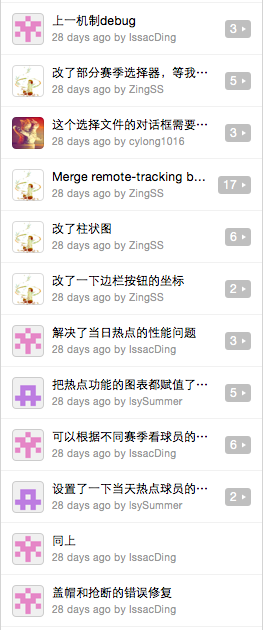 上一机制debug
28 days ago by IssacDing
3
改了部分赛季选择器，等我…
28 days ago by ZingSS
5
这个选择文件的对话框需要…
28 days ago by cylong1016
3
Merge remote-tracking b...
28 days ago by ZingSS
17
改了柱状图
28 days ago by ZingSS
6
改了一下边栏按钮的坐标
28 days ago by ZingSS
2
解决了当日热点的性能问题
28 days ago by IssacDing
3
把热点功能的图表都赋值了…
28 days ago by lsySummer
5
可以根据不同赛季看球员的…
28 days ago by IssacDing
6
设置了一下当天热点球员的…
28 days ago by lsySummer
2
同上
28 days ago by IssacDing
盖帽和抢断的错误修复
28 days ago by IssacDing